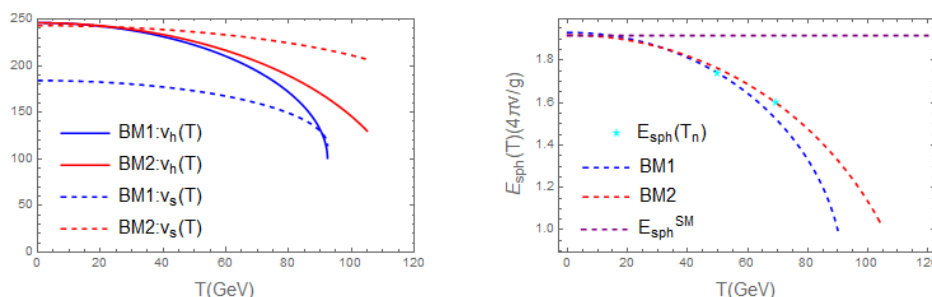 250
200
150
100
50
0
BM1:v_h(T)
BM2:v_h(T)
BM1:v_s(T)
BM2:v_s(T)
0 20 40 60 80 100 120
T(GeV)
E_sph(T)(4πv/g)
1.8
1.6
1.4
1.2
1.0
E_sph(T_n)
BM1
BM2
E_sph^SM
0 20 40 60 80 100 120
T(GeV)